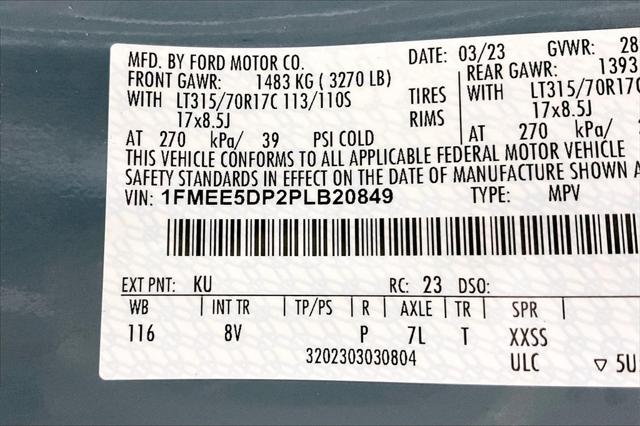 MFD. BY FORD MOTOR CO. DATE: 03/23 GVWR: 28
FRONT GAWR: 1483 KG ( 3270 LB) REAR GAWR: 1393
WITH LT315/70R17C 113/110S TIRES WITH LT315/70R17C
17x8.5J RIMS 17x8.5J
AT 270 kPa/ 39 PSI COLD AT 270 kPa/
THIS VEHICLE CONFORMS TO ALL APPLICABLE FEDERAL MOTOR VEHICLE
SAFETY STANDARDS IN EFFECT ON THE DATE OF MANUFACTURE SHOWN A
VIN: 1FMEE5DP2PLB20849 TYPE: MPV
EXT PNT: KU RC: 23 DSO:
WB | INT TR | TP/PS | R | AXLE | TR | SPR |
116 8V P 7L T XXSS
3202303030804 ULC ▽ 5U